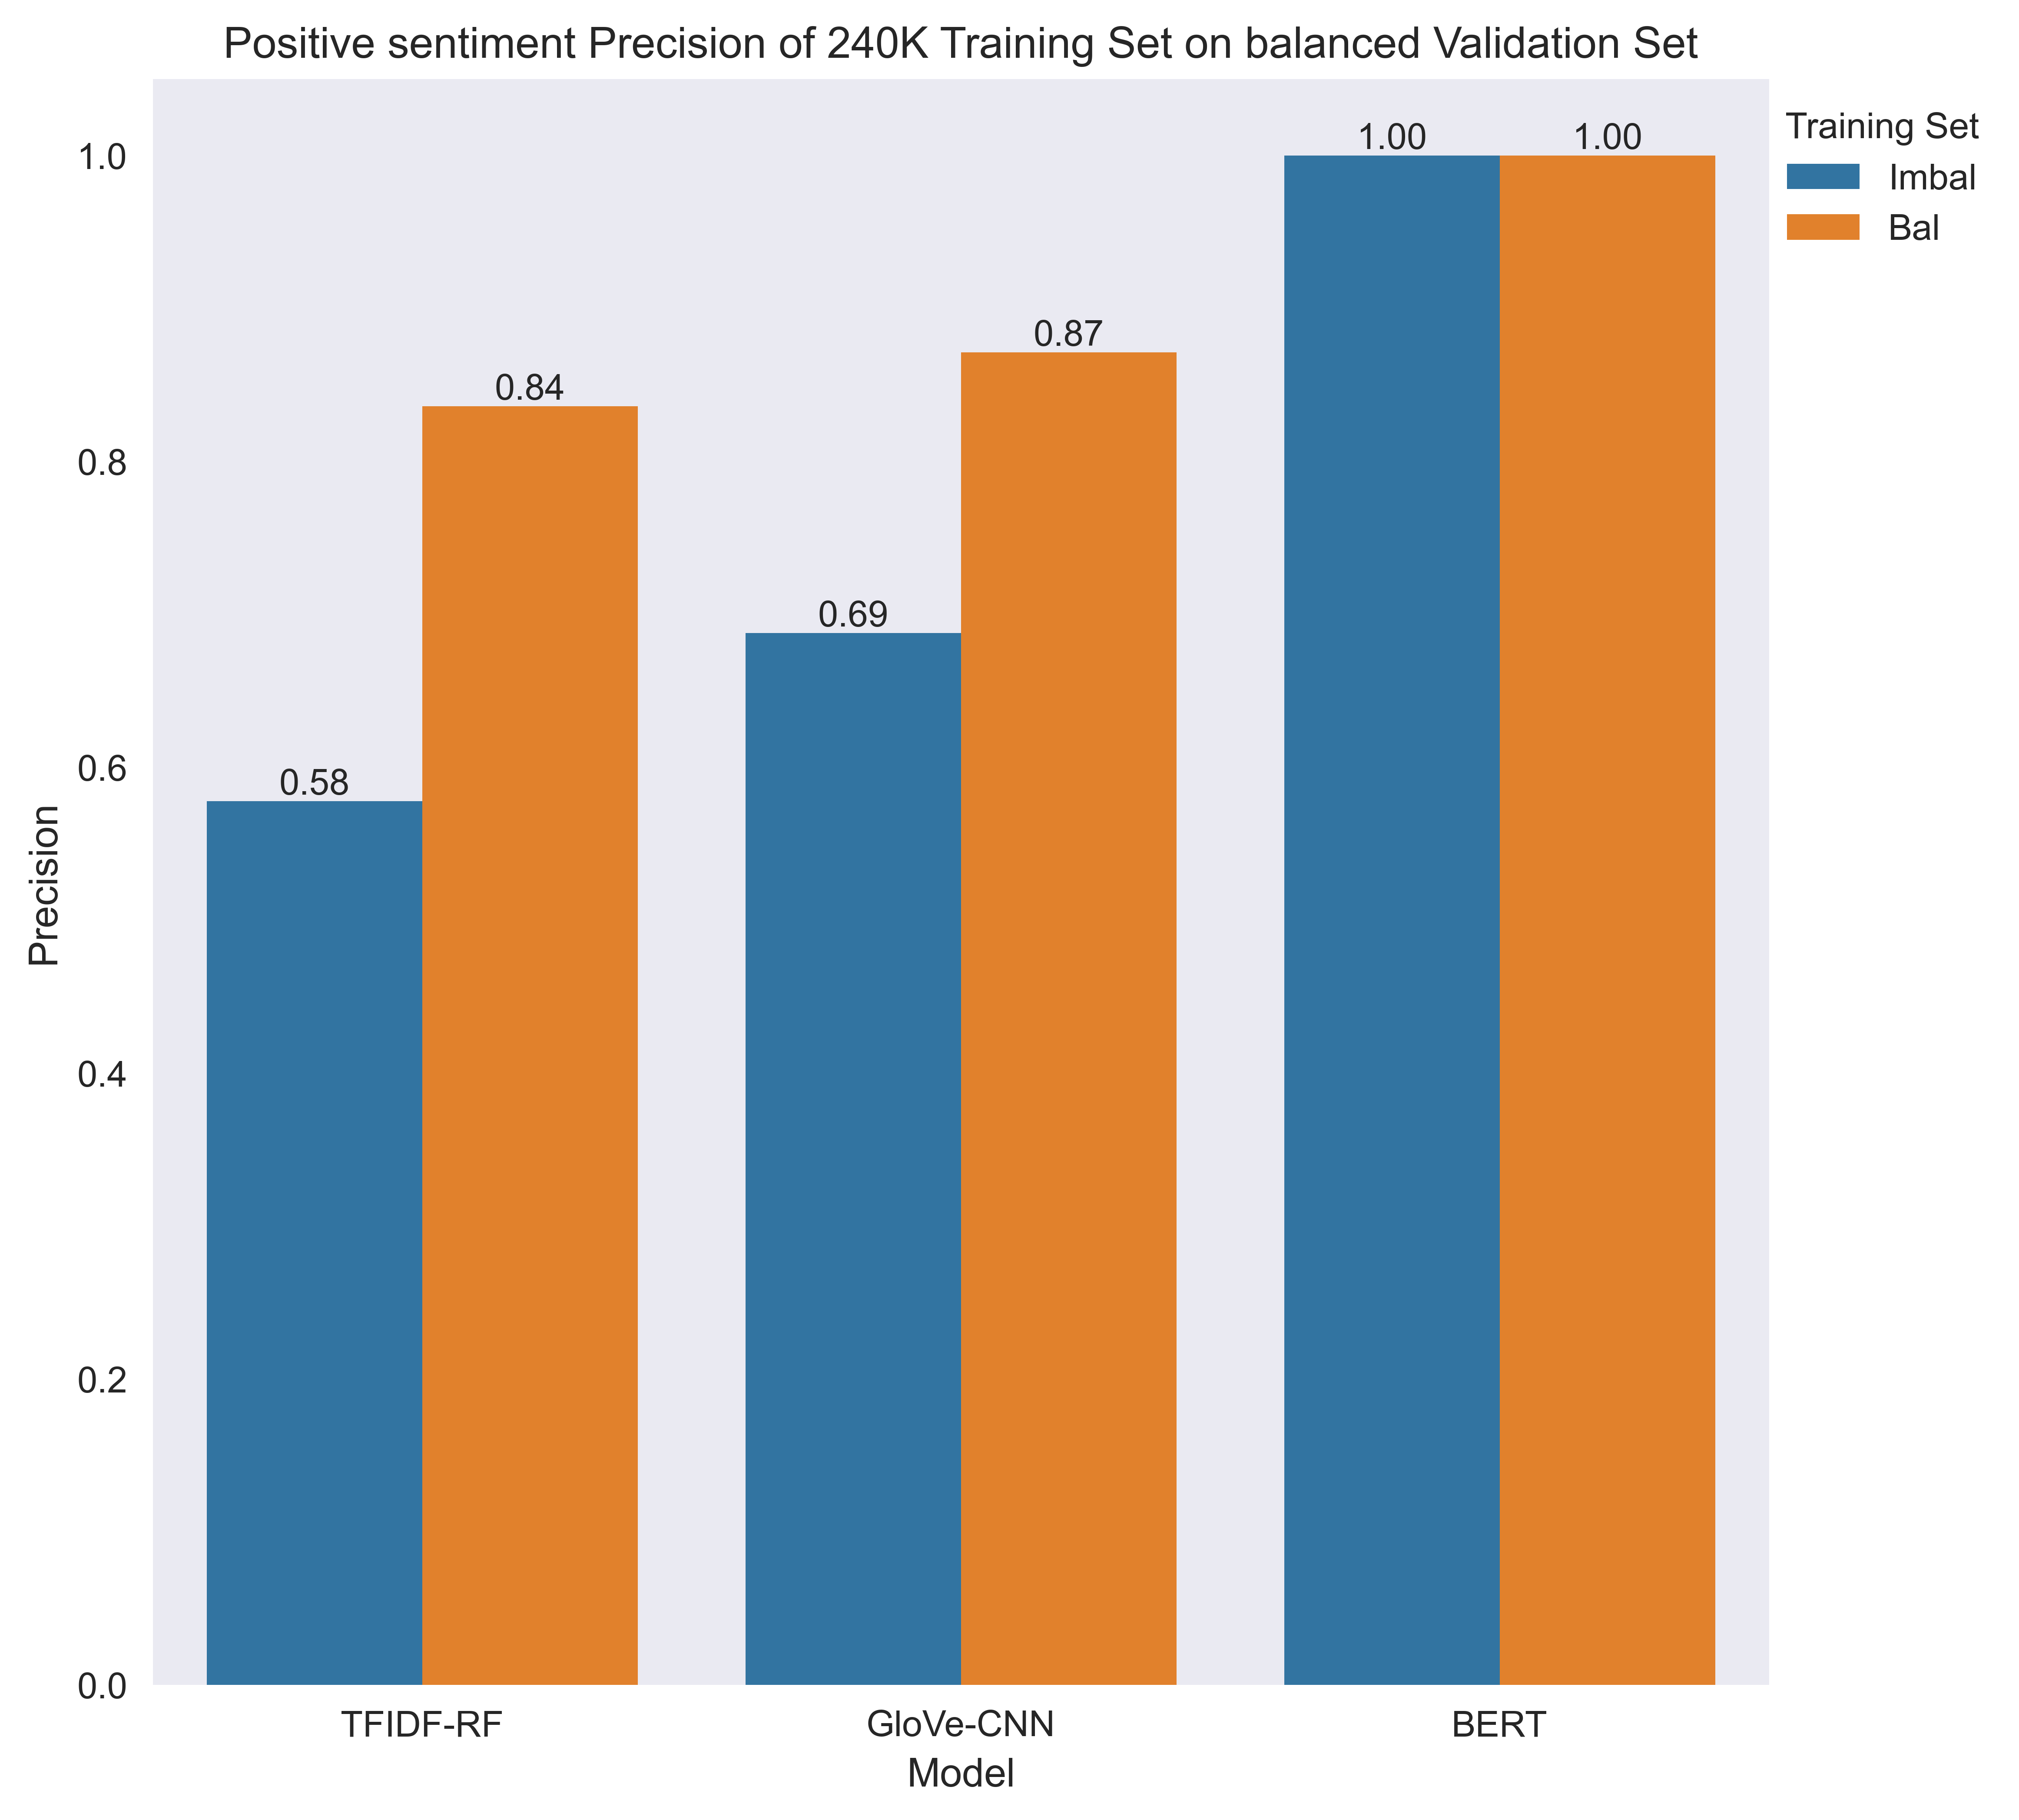 Positive sentiment Precision of 240K Training Set on balanced Validation Set
Training Set
Imbal
Bal
Precision
1.0
0.8
0.6
0.4
0.2
0.0
0.58
0.84
0.69
0.87
1.00
1.00
TFIDF-RF
GloVe-CNN
BERT
Model